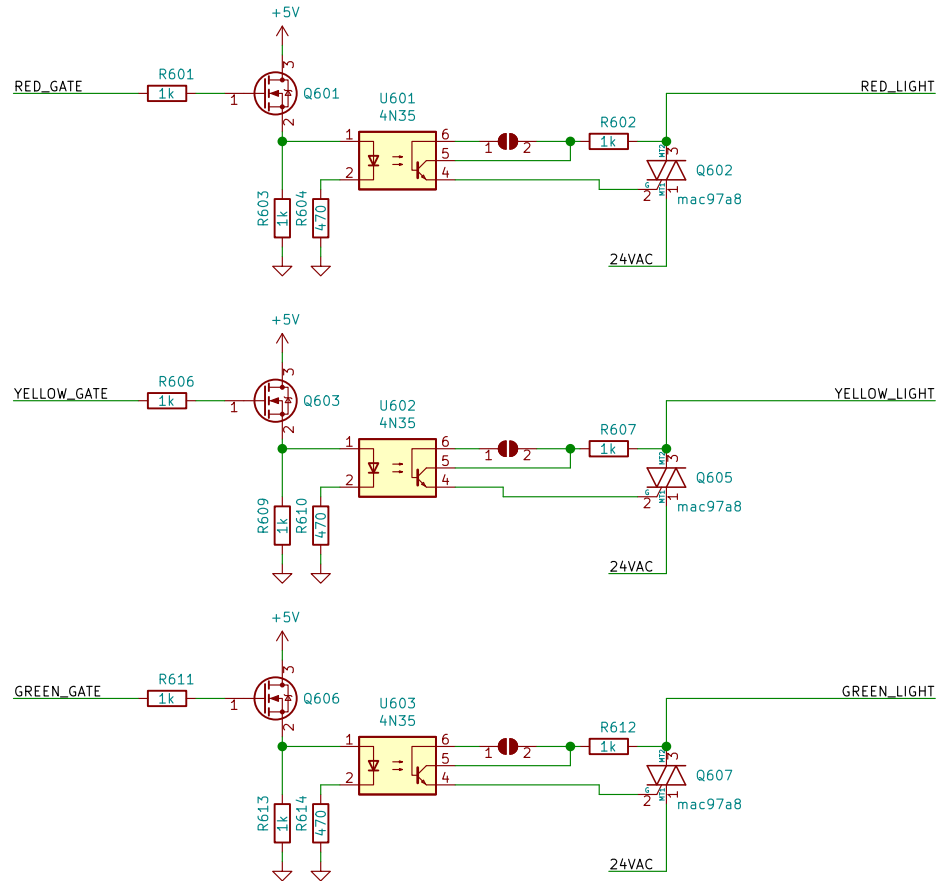 +5V
R601
1k
RED_GATE
1
3
Q601
2
U601
4N35
1
2
6
5
4
1
2
R602
1k
RED_LIGHT
MT2
3
Q602
G
2
MT1
1
mac97a8
R603
1k
R604
470
24VAC
+5V
R606
1k
YELLOW_GATE
1
3
Q603
2
U602
4N35
1
2
6
5
4
1
2
R607
1k
YELLOW_LIGHT
MT2
3
Q605
G
2
MT1
1
mac97a8
R609
1k
R610
470
24VAC
+5V
R611
1k
GREEN_GATE
1
3
Q606
2
U603
4N35
1
2
6
5
4
1
2
R612
1k
GREEN_LIGHT
MT2
3
Q607
G
2
MT1
1
mac97a8
R613
1k
R614
470
24VAC